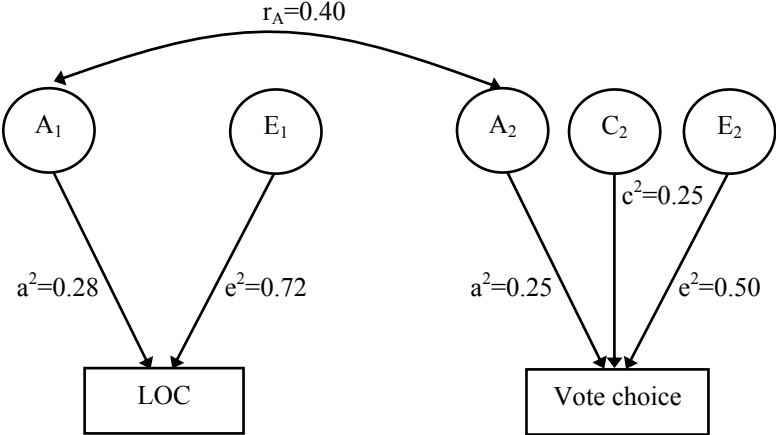 r_A=0.40
A₁
E₁
A₂
C₂
E₂
c²=0.25
a²=0.28
e²=0.72
a²=0.25
e²=0.50
LOC
Vote choice